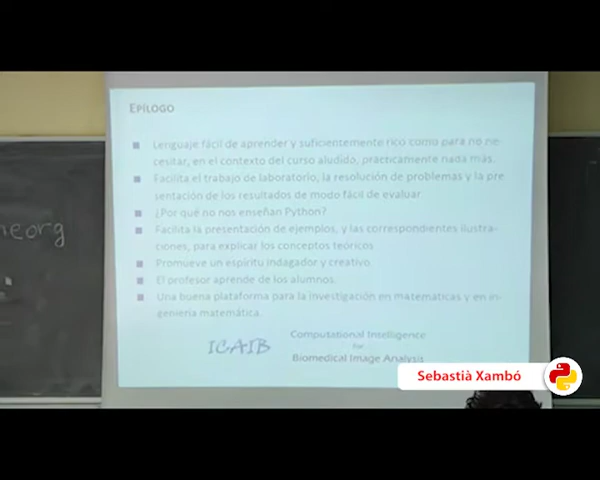 EPÍLOGO
Lenguaje fácil de aprender y suficientemente rico como para no ne-
cesitar, en el contexto del curso aludido, prácticamente nada más.
Facilita el trabajo de laboratorio, la resolución de problemas y la pre
sentación de los resultados de modo fácil de evaluar
¿Por qué no nos enseñan Python?
Facilita la presentación de ejemplos, y las correspondientes ilustra-
ciones, para explicar los conceptos teóricos
Promueve un espíritu indagador y creativo.
El profesor aprende de los alumnos.
Una buena plataforma para la investigación en matemáticas y en in
geniería matemática.
ICAIB
Computational Intelligence
for
Biomedical Image Analysis
Sebastià Xambó